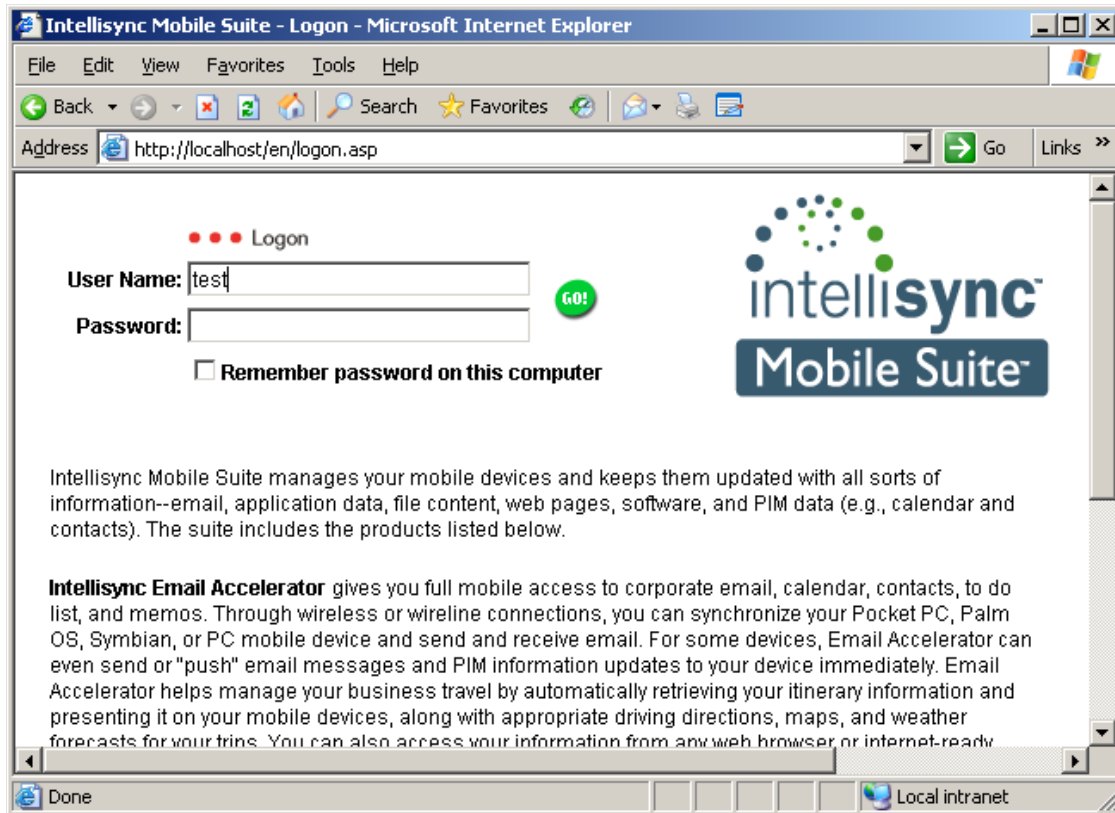 Intellisync Mobile Suite - Logon - Microsoft Internet Explorer
File Edit View Favorites Tools Help
Back Search Favorites
Address http://localhost/en/logon.asp Go Links »
Logon
User Name: test
GO!
Password:
Remember password on this computer
intellisync™
Mobile Suite™
Intellisync Mobile Suite manages your mobile devices and keeps them updated with all sorts of
information--email, application data, file content, web pages, software, and PIM data (e.g., calendar and
contacts). The suite includes the products listed below.
Intellisync Email Accelerator gives you full mobile access to corporate email, calendar, contacts, to do
list, and memos. Through wireless or wireline connections, you can synchronize your Pocket PC, Palm
OS, Symbian, or PC mobile device and send and receive email. For some devices, Email Accelerator can
even send or "push" email messages and PIM information updates to your device immediately. Email
Accelerator helps manage your business travel by automatically retrieving your itinerary information and
presenting it on your mobile devices, along with appropriate driving directions, maps, and weather
forecasts for your trips. You can also access your information from any web browser or internet-ready
Done Local intranet